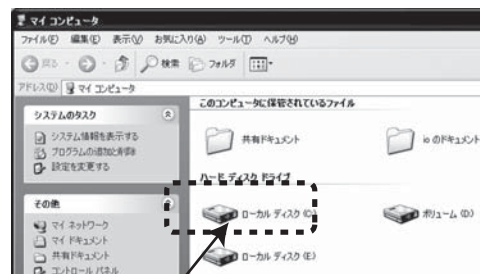 マイ コンピュータ
ファイル(F) 編集(E) 表示(V) お気に入り(A) ツール(T) ヘルプ(H)
戻る 検索 フォルダ
アドレス(D) マイ コンピュータ
システムのタスク
システム情報を表示する
プログラムの追加と削除
設定を変更する
その他
マイ ネットワーク
マイ ドキュメント
共有ドキュメント
コントロール パネル
このコンピュータに保管されているファイル
共有ドキュメント io のドキュメント
ハード ディスク ドライブ
ローカル ディスク (C) ボリューム (D)
ローカル ディスク (E)